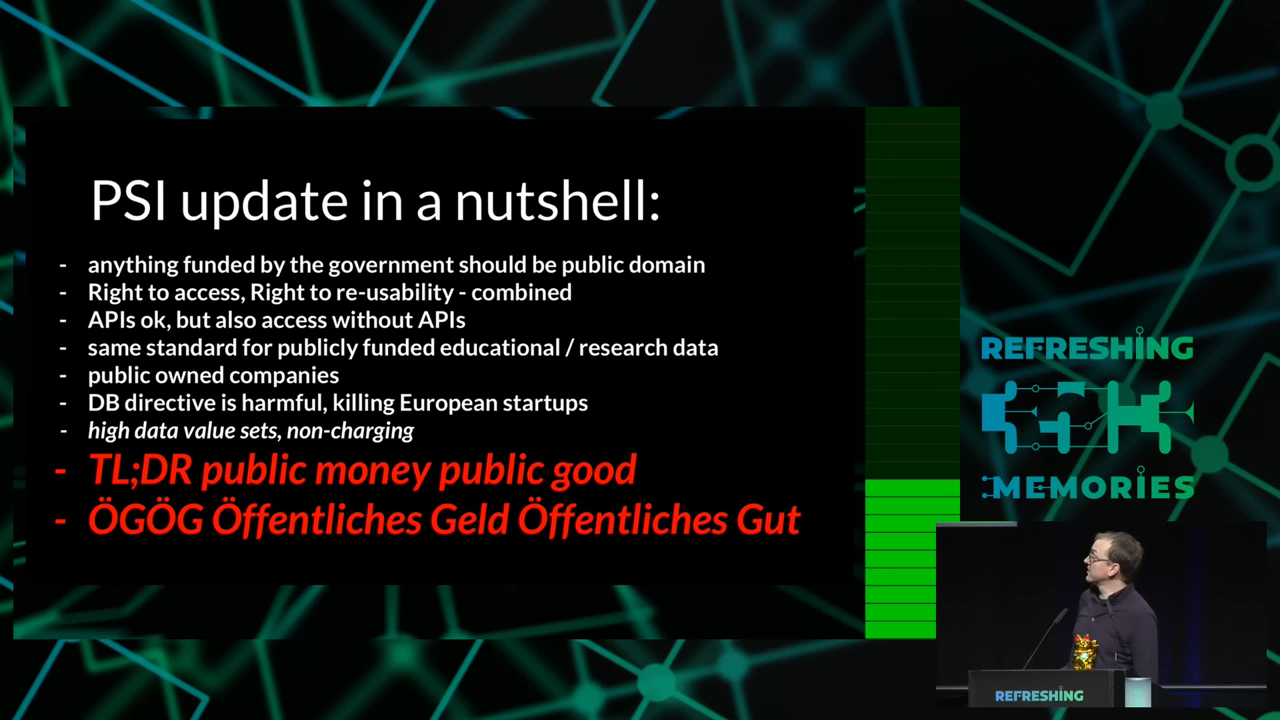 PSI update in a nutshell:
- anything funded by the government should be public domain
- Right to access, Right to re-usability - combined
- APIs ok, but also access without APIs
- same standard for publicly funded educational / research data
- public owned companies
- DB directive is harmful, killing European startups
- high data value sets, non-charging
- TL;DR public money public good
- ÖGÖG Öffentliches Geld Öffentliches Gut
REFRESHING
35C3
MEMORIES
REFRESHING